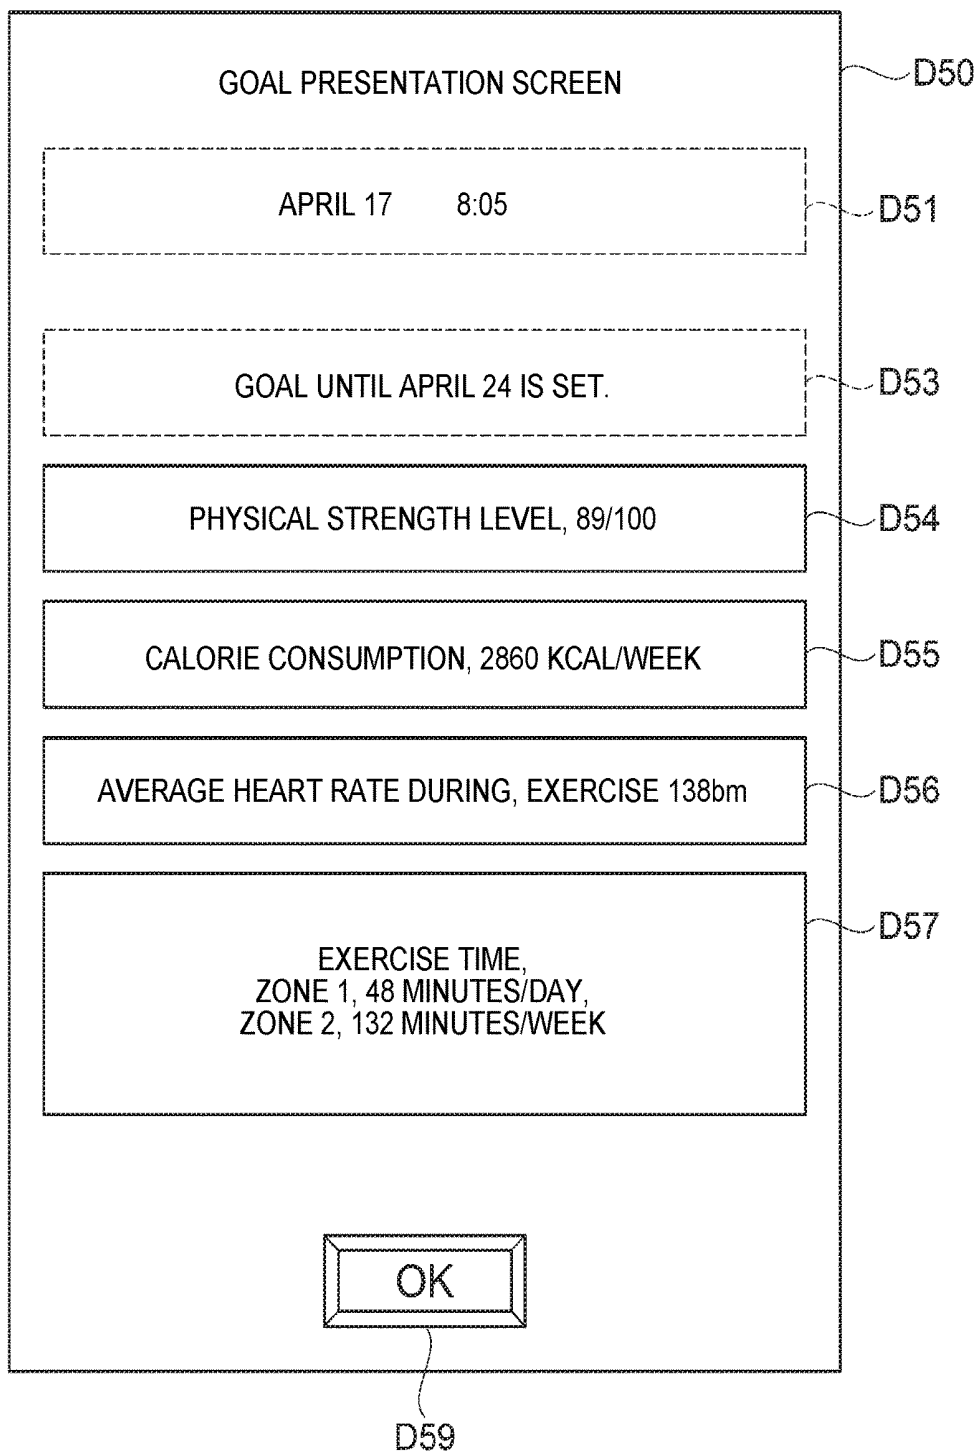 GOAL PRESENTATION SCREEN
D50
APRIL 17 8:05
D51
GOAL UNTIL APRIL 24 IS SET.
D53
PHYSICAL STRENGTH LEVEL, 89/100
D54
CALORIE CONSUMPTION, 2860 KCAL/WEEK
D55
AVERAGE HEART RATE DURING, EXERCISE 138bm
D56
D57
EXERCISE TIME,
ZONE 1, 48 MINUTES/DAY,
ZONE 2, 132 MINUTES/WEEK
OK
D59